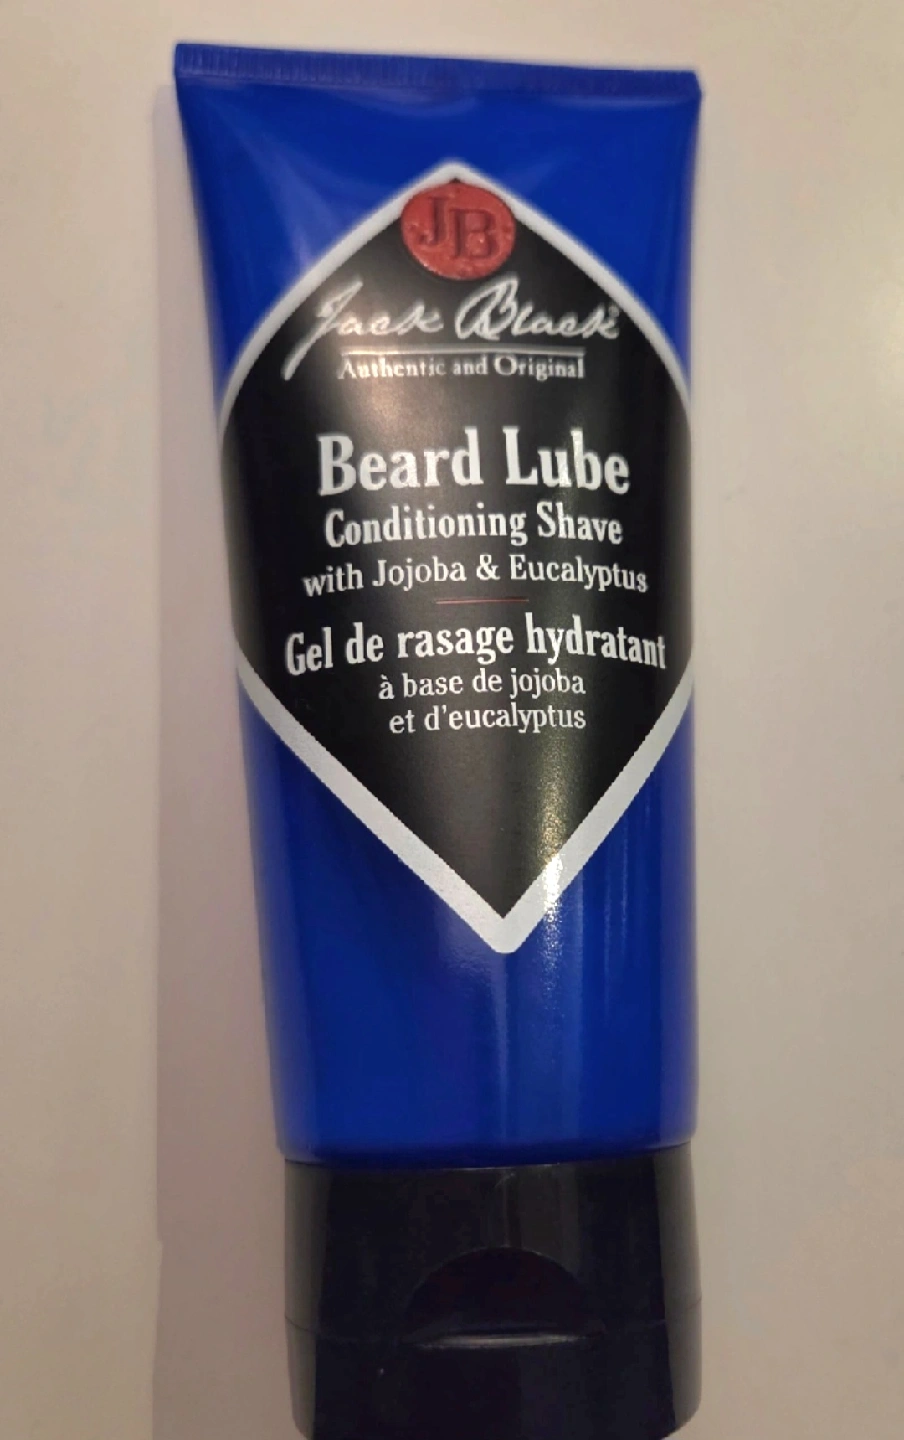 JB
Jack Black®
Authentic and Original
Beard Lube
Conditioning Shave
with Jojoba & Eucalyptus
Gel de rasage hydratant
à base de jojoba
et d'eucalyptus